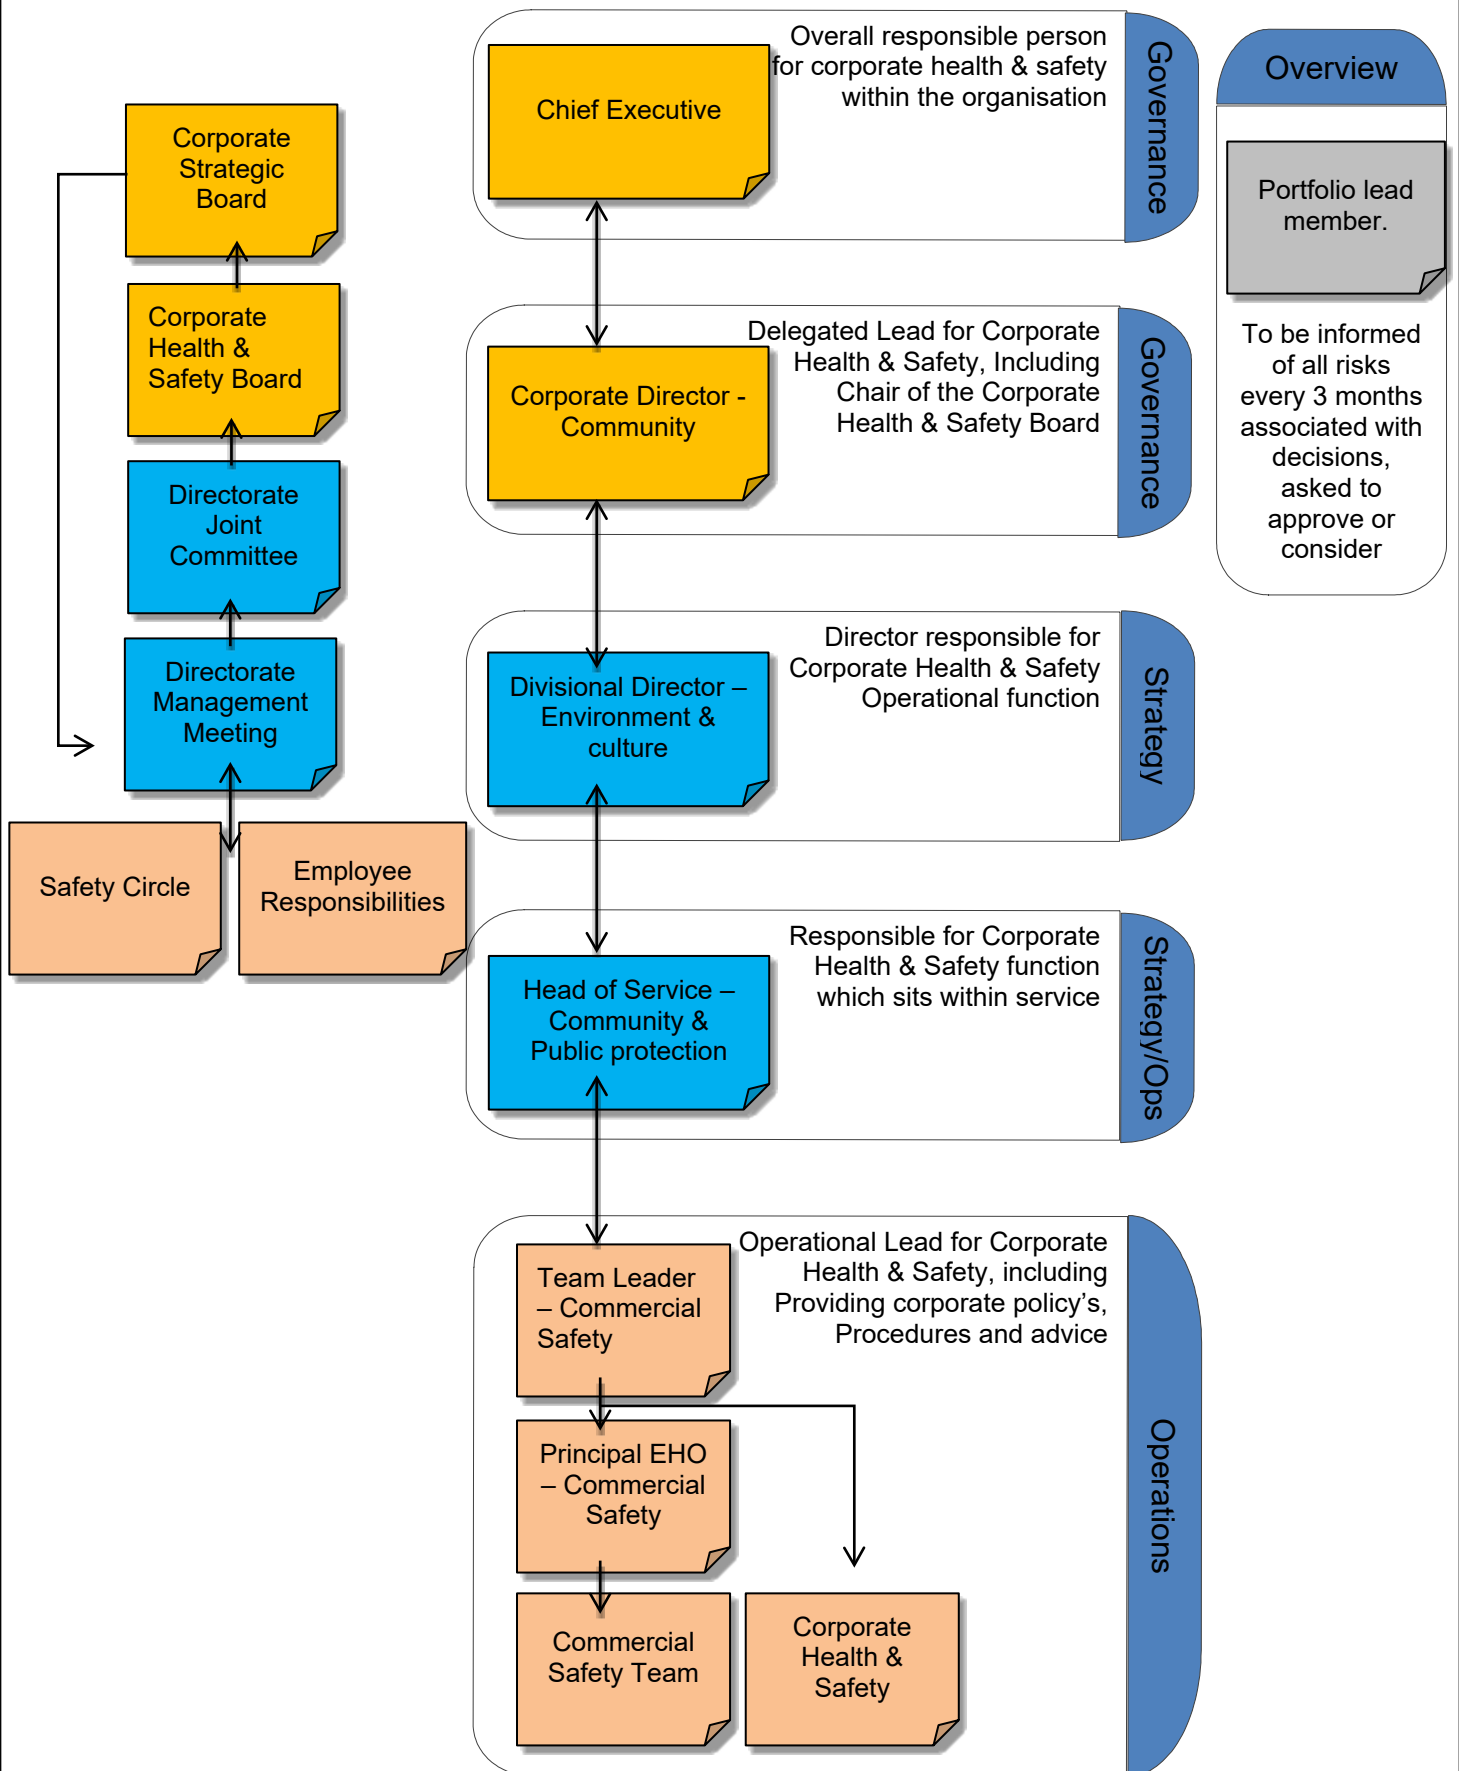 Overall responsible person
for corporate health & safety
within the organisation
Chief Executive
Governance
Overview
Portfolio lead
member.
To be informed
of all risks
every 3 months
associated with
decisions,
asked to
approve or
consider
Corporate
Strategic
Board
Corporate
Health &
Safety Board
Directorate
Joint
Committee
Directorate
Management
Meeting
Safety Circle
Employee
Responsibilities
Delegated Lead for Corporate
Health & Safety, Including
Chair of the Corporate
Health & Safety Board
Corporate Director -
Community
Governance
Director responsible for
Corporate Health & Safety
Operational function
Divisional Director –
Environment &
culture
Strategy
Responsible for Corporate
Health & Safety function
which sits within service
Head of Service –
Community &
Public protection
Strategy/Ops
Operational Lead for Corporate
Health & Safety, including
Providing corporate policy’s,
Procedures and advice
Team Leader
– Commercial
Safety
Principal EHO
– Commercial
Safety
Commercial
Safety Team
Corporate
Health &
Safety
Operations